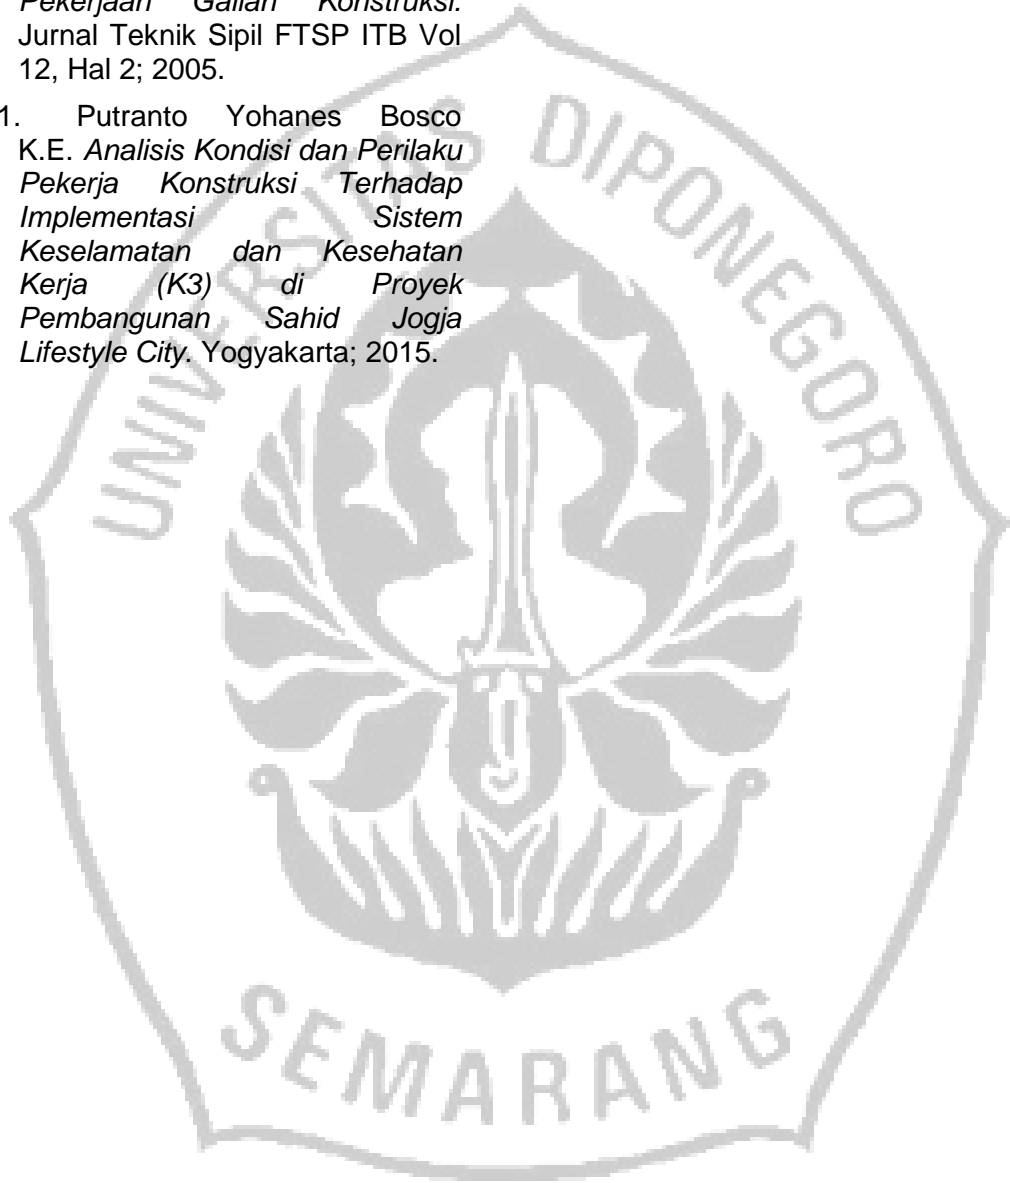 Pekerjaan Galian Konstruksi.
Jurnal Teknik Sipil FTSP ITB Vol
12, Hal 2; 2005.
1. Putranto Yohanes Bosco
K.E. Analisis Kondisi dan Perilaku
Pekerja Konstruksi Terhadap
Implementasi Sistem
Keselamatan dan Kesehatan
Kerja (K3) di Proyek
Pembangunan Sahid Jogja
Lifestyle City. Yogyakarta; 2015.
UNIVERSITAS DIPONEGORO
SEMARANG